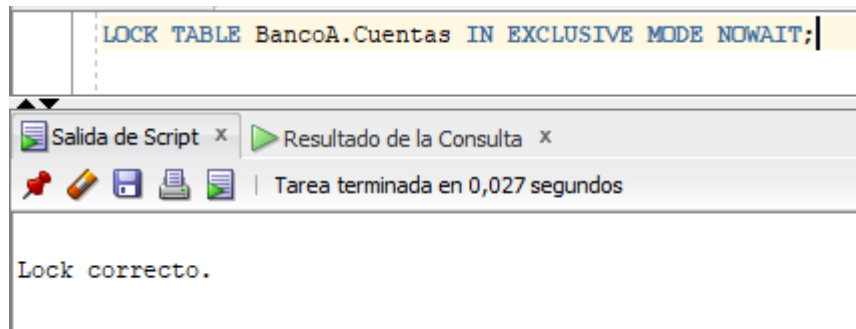 LOCK TABLE BancoA.Cuentas IN EXCLUSIVE MODE NOWAIT;
Salida de Script x Resultado de la Consulta x
Tarea terminada en 0,027 segundos
Lock correcto.